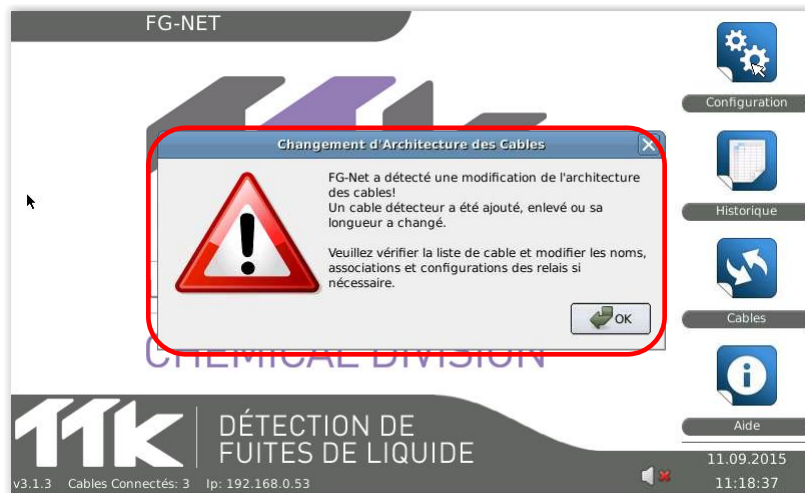 FG-NET
Configuration
Changement d'Architecture des Cables
FG-Net a détecté une modification de l'architecture
des cables!
Un cable détecteur a été ajouté, enlevé ou sa
longueur a changé.
Veuillez vérifier la liste de cable et modifier les noms,
associations et configurations des relais si
nécessaire.
OK
Historique
Cables
CHEMICAL DIVISION
Aide
TTK
DÉTECTION DE
FUITES DE LIQUIDE
v3.1.3 Cables Connectés: 3 Ip: 192.168.0.53
11.09.2015
11:18:37